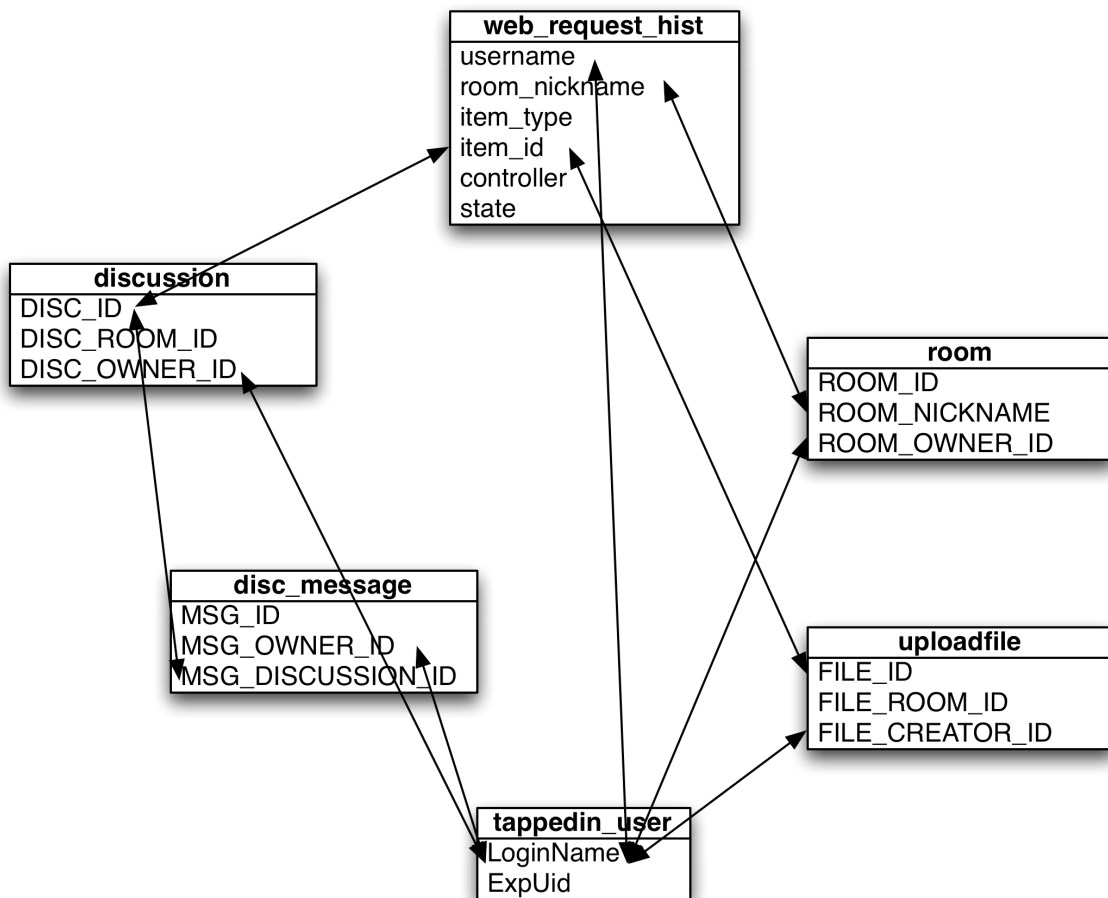 web_request_hist
username
room_nickname
item_type
item_id
controller
state
discussion
DISC_ID
DISC_ROOM_ID
DISC_OWNER_ID
room
ROOM_ID
ROOM_NICKNAME
ROOM_OWNER_ID
disc_message
MSG_ID
MSG_OWNER_ID
MSG_DISCUSSION_ID
uploadfile
FILE_ID
FILE_ROOM_ID
FILE_CREATOR_ID
tappedin_user
LoginName
ExpUid